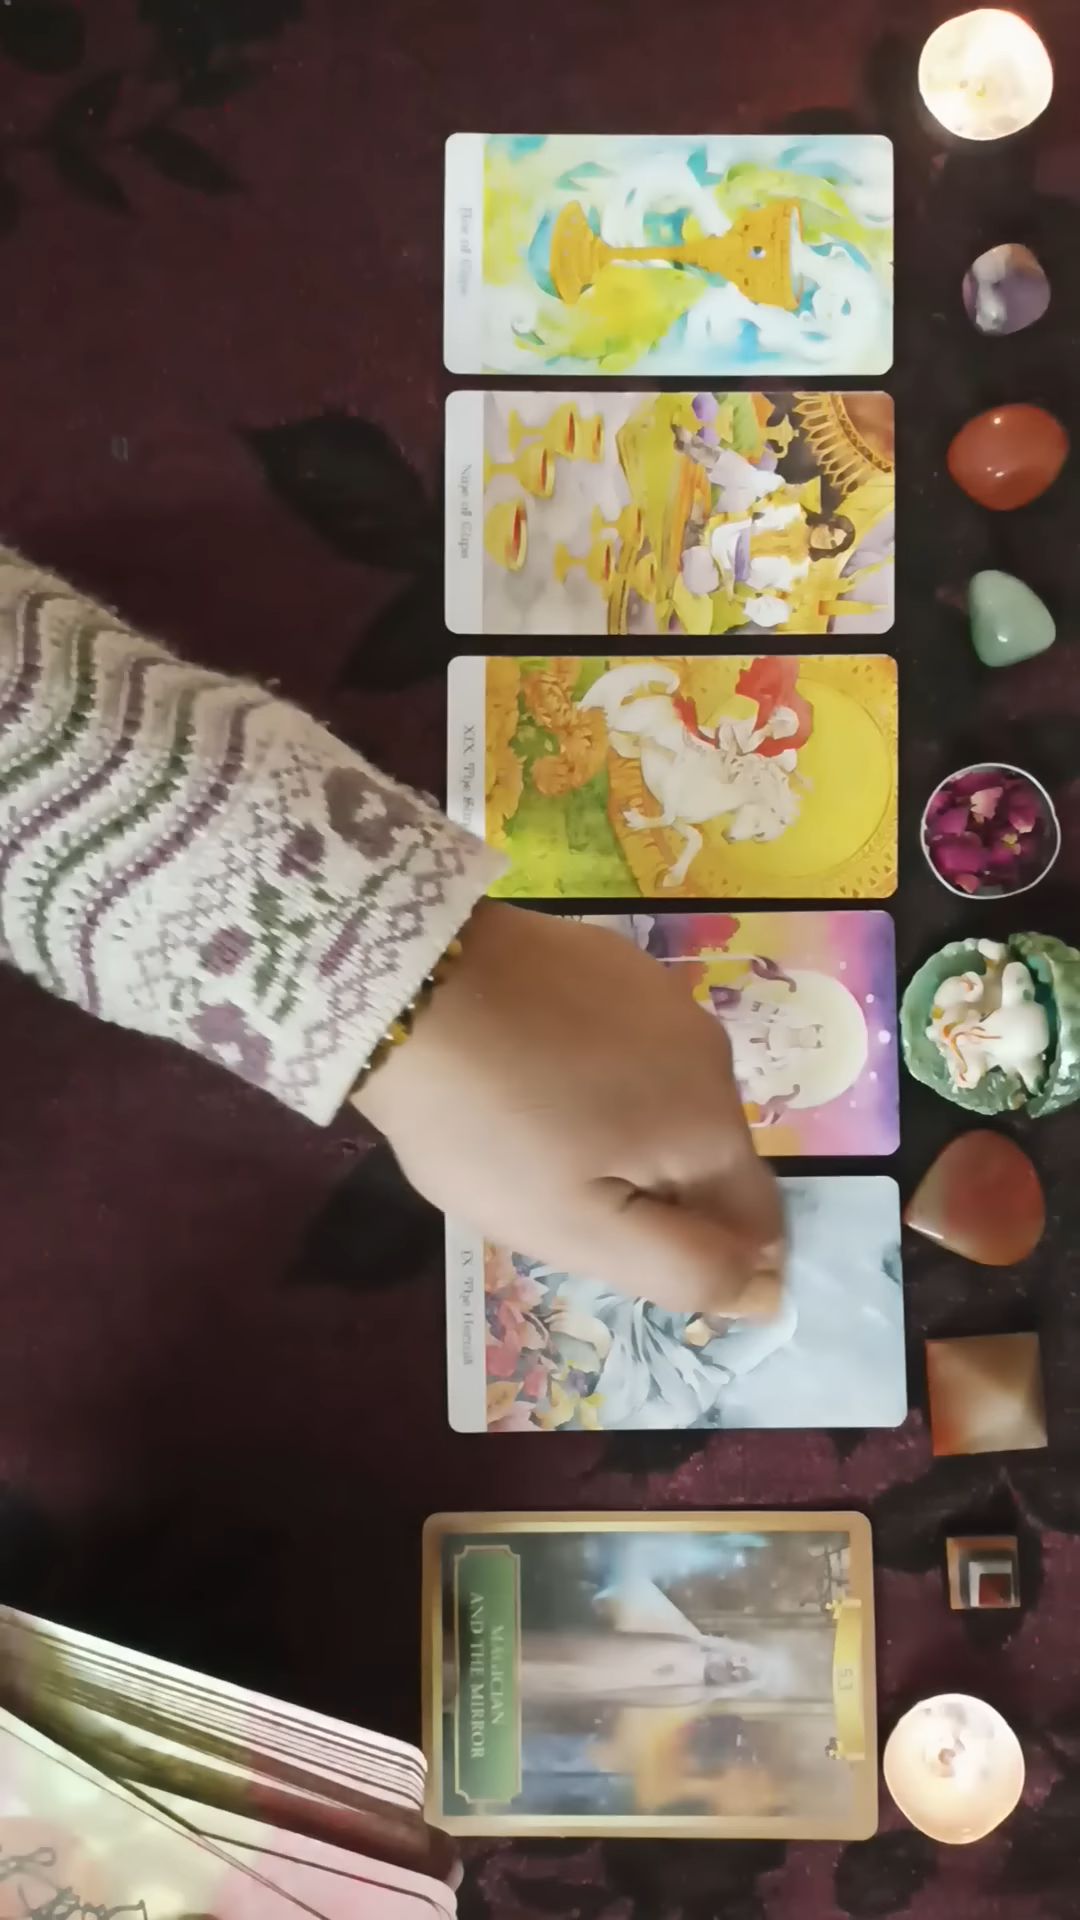 Ace of Cups
Nine of Cups
XIX. The Sun
IX. The Hermit
53
MAGICIAN
AND THE MIRROR